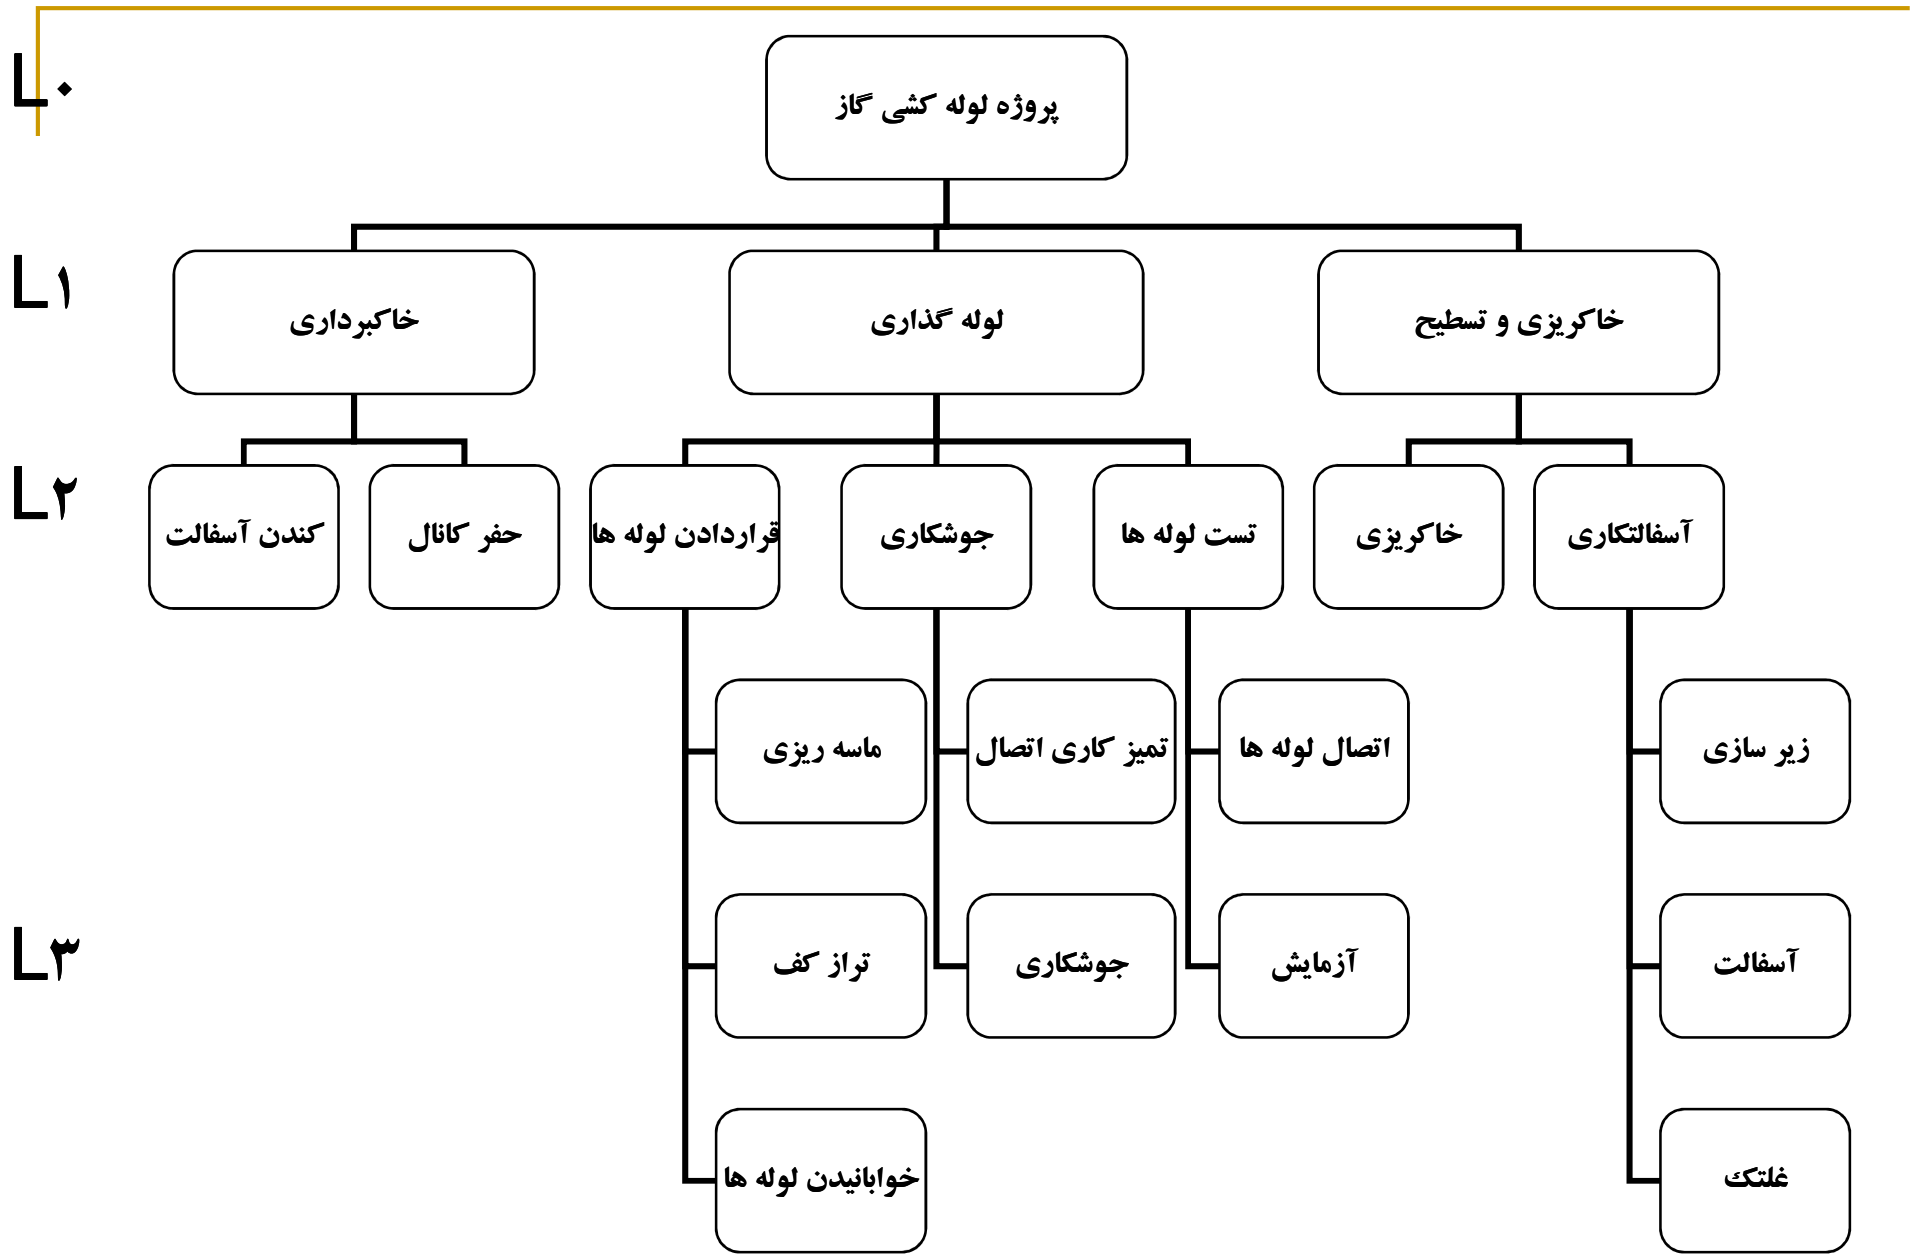 L۰
پروژه لوله کشی گاز
L۱
خاکبرداری
لوله گذاری
خاکریزی و تسطیح
L۲
کندن آسفالت
حفر کانال
قراردادن لوله ها
جوشکاری
تست لوله ها
خاکریزی
آسفالتکاری
ماسه ریزی
تمیز کاری اتصال
اتصال لوله ها
زیر سازی
L۳
تراز کف
جوشکاری
آزمایش
آسفالت
خوابانیدن لوله ها
غلتک